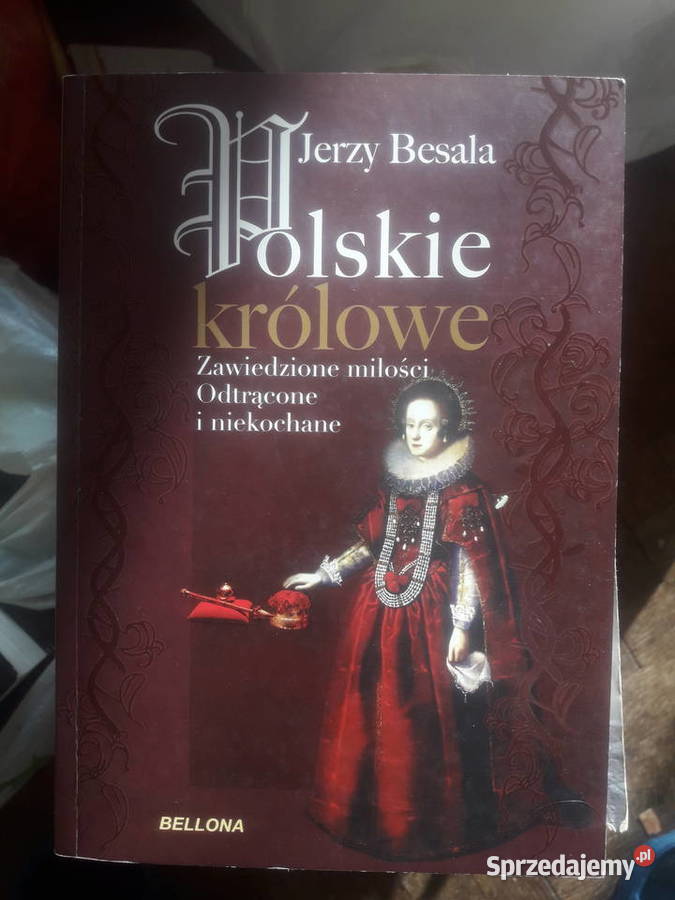 Jerzy Besala
Polskie
królowe
Zawiedzione miłości
Odtrącone
i niekochane
BELLONA
Sprzedajemy.pl